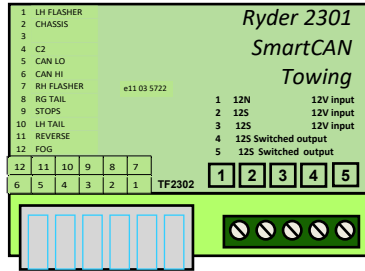 1 LH FLASHER
2 CHASSIS
3
4 C2
5 CAN LO
6 CAN HI
7 RH FLASHER
8 RG TAIL
9 STOPS
10 LH TAIL
11 REVERSE
12 FOG
e11 03 5722
Ryder 2301
SmartCAN
Towing
1 12N 12V input
2 12S 12V input
3 12S 12V input
4 12S Switched output
5 12S Switched output
12 11 10 9 8 7
6 5 4 3 2 1 TF2302
1 2 3 4 5